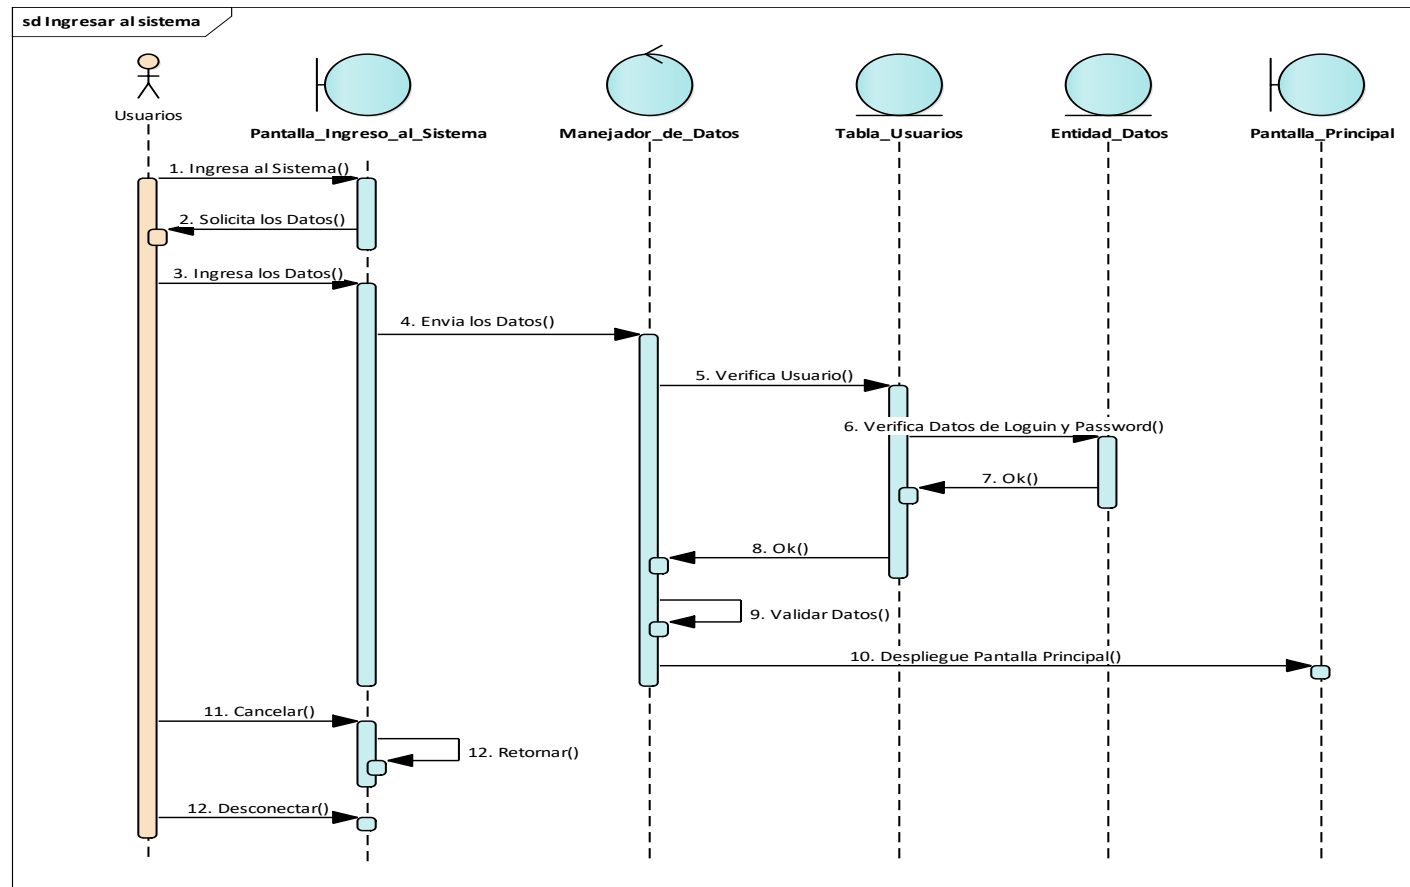 sd Ingresar al sistema
Usuarios
Pantalla_Ingreso_al_Sistema
Manejador_de_Datos
Tabla_Usuarios
Entidad_Datos
Pantalla_Principal
1. Ingresa al Sistema()
2. Solicita los Datos()
3. Ingresa los Datos()
4. Envia los Datos()
5. Verifica Usuario()
6. Verifica Datos de Loguin y Password()
7. Ok()
8. Ok()
9. Validar Datos()
10. Despliegue Pantalla Principal()
11. Cancelar()
12. Retornar()
12. Desconectar()